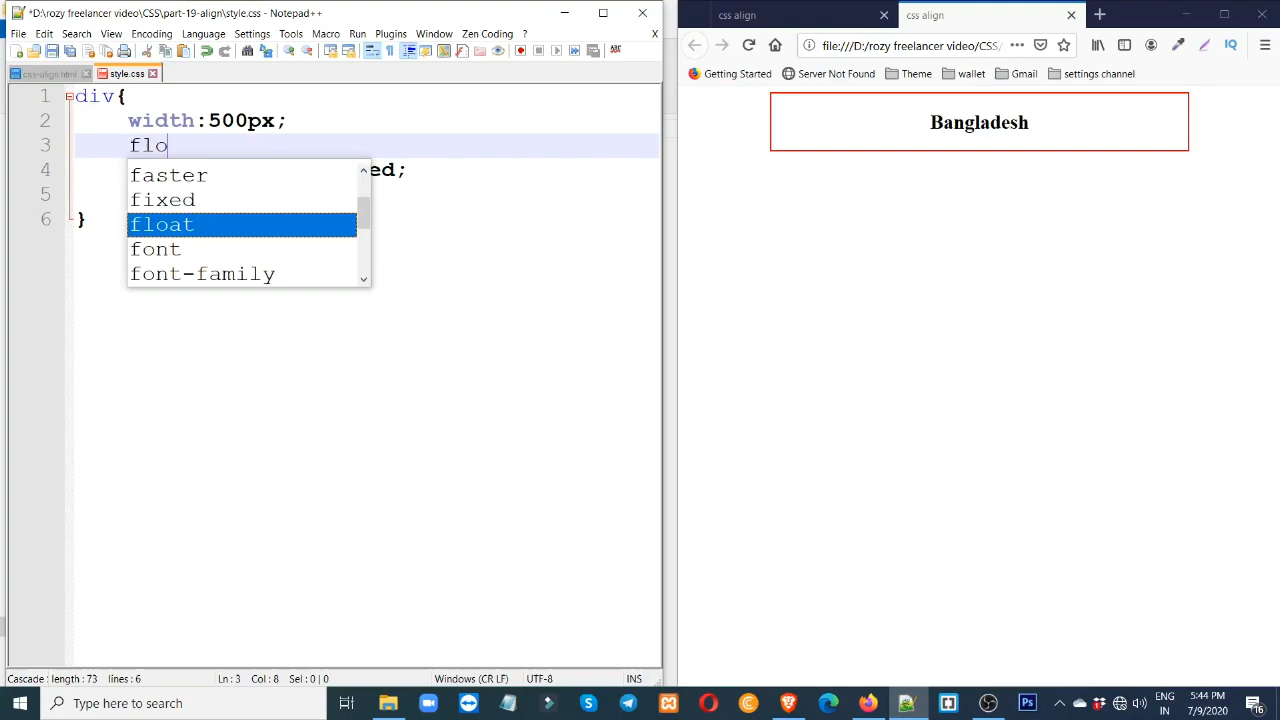 *D:\rozy freelancer video\CSS\part-19-align\style.css - Notepad++
File Edit Search View Encoding Language Settings Tools Macro Run Plugins Window Zen Coding ? X
css-align.html style.css
1 div{
2 width:500px;
3 flo
4 ed;
5
6 }
faster
fixed
float
font
font-family
Cascade length : 73 lines : 6 Ln : 3 Col : 8 Sel : 0 | 0 Windows (CR LF) UTF-8 INS
css align css align
file:///D:/rozy freelancer video/CSS/
Getting Started Server Not Found Theme wallet Gmail settings channel
Bangladesh
Type here to search
ENG
IN
5:44 PM
7/9/2020
16